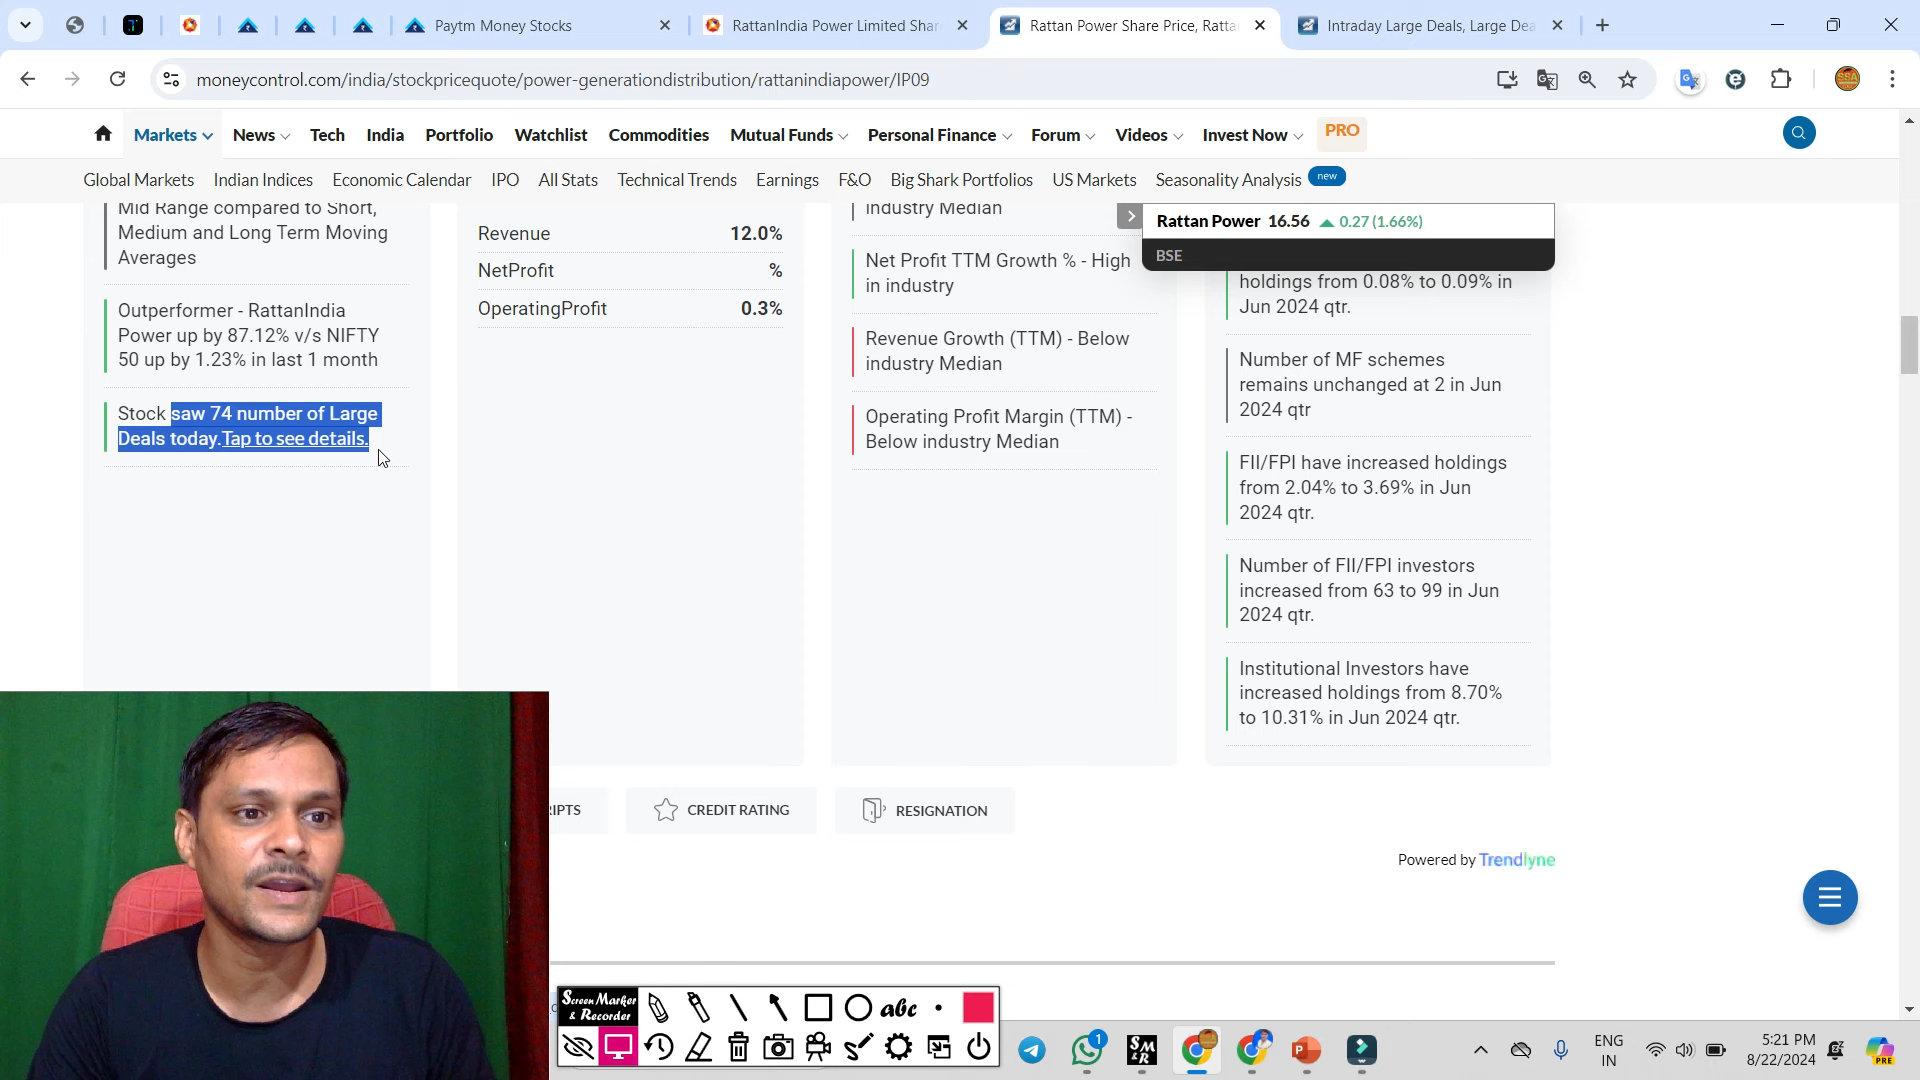 Paytm Money Stocks
RattanIndia Power Limited Shar
Rattan Power Share Price, Ratta
Intraday Large Deals, Large Dea
moneycontrol.com/india/stockpricequote/power-generationdistribution/rattanindiapower/IP09
Markets News Tech India Portfolio Watchlist Commodities Mutual Funds Personal Finance Forum Videos Invest Now PRO
Global Markets Indian Indices Economic Calendar IPO All Stats Technical Trends Earnings F&O Big Shark Portfolios US Markets Seasonality Analysis new
Rattan Power 16.56 0.27 (1.66%)
BSE
Mid Range compared to Short,
Medium and Long Term Moving
Averages
Outperformer - RattanIndia
Power up by 87.12% v/s NIFTY
50 up by 1.23% in last 1 month
Stock saw 74 number of Large
Deals today.Tap to see details.
Revenue 12.0%
NetProfit %
OperatingProfit 0.3%
industry Median
Net Profit TTM Growth % - High
in industry
Revenue Growth (TTM) - Below
industry Median
Operating Profit Margin (TTM) -
Below industry Median
holdings from 0.08% to 0.09% in
Jun 2024 qtr.
Number of MF schemes
remains unchanged at 2 in Jun
2024 qtr
FII/FPI have increased holdings
from 2.04% to 3.69% in Jun
2024 qtr.
Number of FII/FPI investors
increased from 63 to 99 in Jun
2024 qtr.
Institutional Investors have
increased holdings from 8.70%
to 10.31% in Jun 2024 qtr.
IPTS
CREDIT RATING
RESIGNATION
Powered by Trendlyne
Screen Marker
& Recorder
abc
1
SM
&R
P
ENG
IN
5:21 PM
8/22/2024
PRE